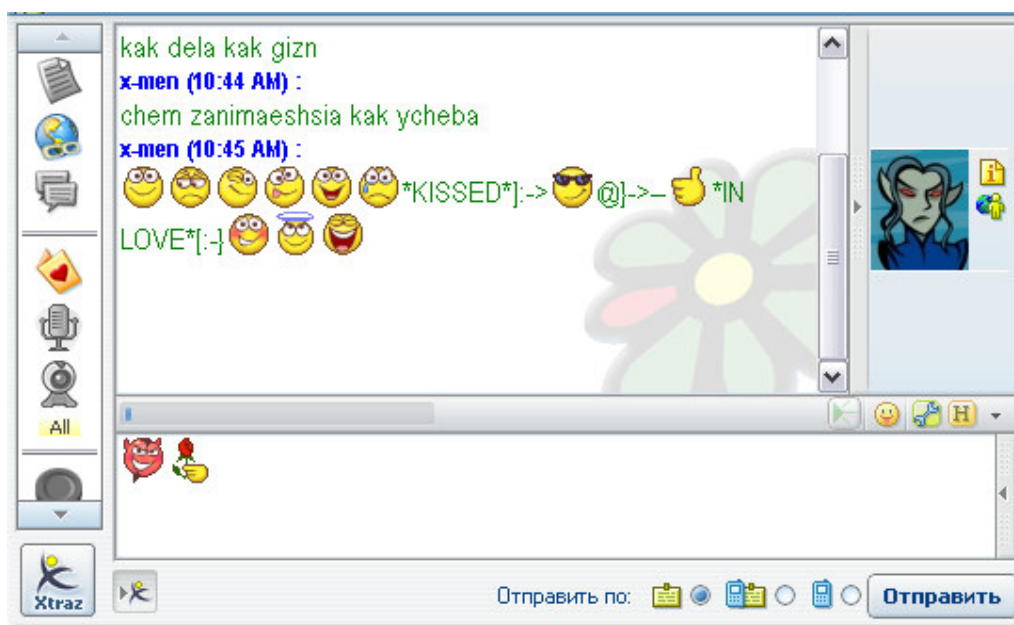 kak dela kak gizn
x-men (10:44 AM) :
chem zanimaeshsia kak ycheba
x-men (10:45 AM) :
*KISSED*]:-> @}->-- *IN
LOVE*[:-}
All
H
Xtraz
Отправить по:
Отправить